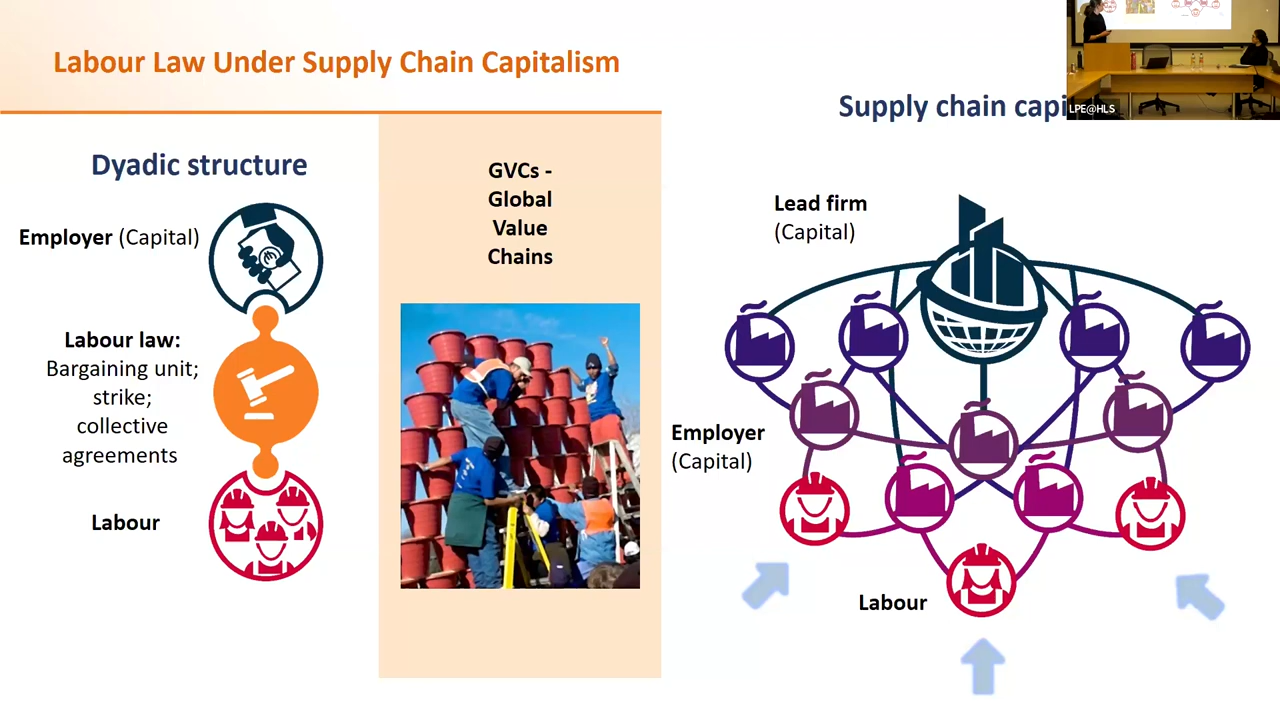 Labour Law Under Supply Chain Capitalism
Supply chain capi
LPE@HLS
Dyadic structure
Employer (Capital)
Labour law:
Bargaining unit;
strike;
collective
agreements
Labour
GVCs -
Global
Value
Chains
Lead firm
(Capital)
Employer
(Capital)
Labour